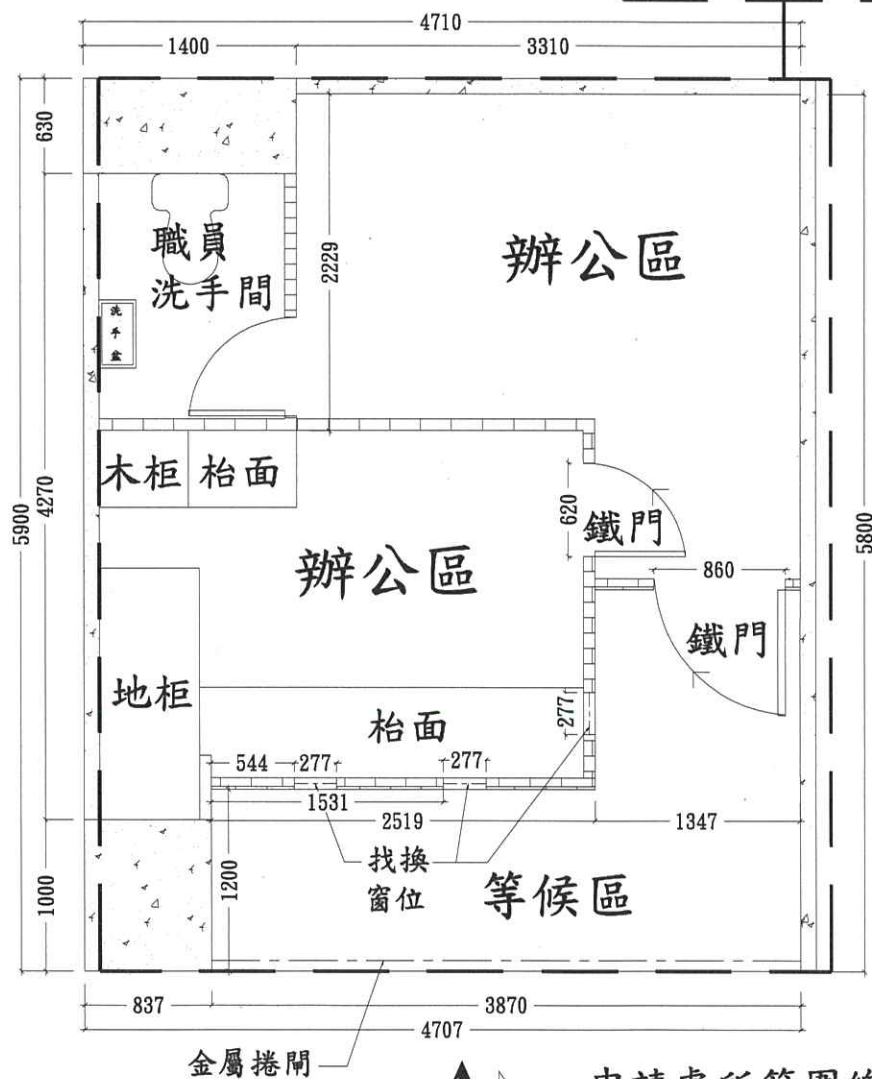 4710
1400
3310
630
職員
洗手間
洗
手
盆
2229
辦公區
木柜
枱面
5900
4270
620
鐵門
860
5800
辦公區
鐵門
地柜
枱面
277
544
277
277
1531
2519
1347
找換
窗位
1200
等候區
1000
837
3870
4707
金屬捲閘